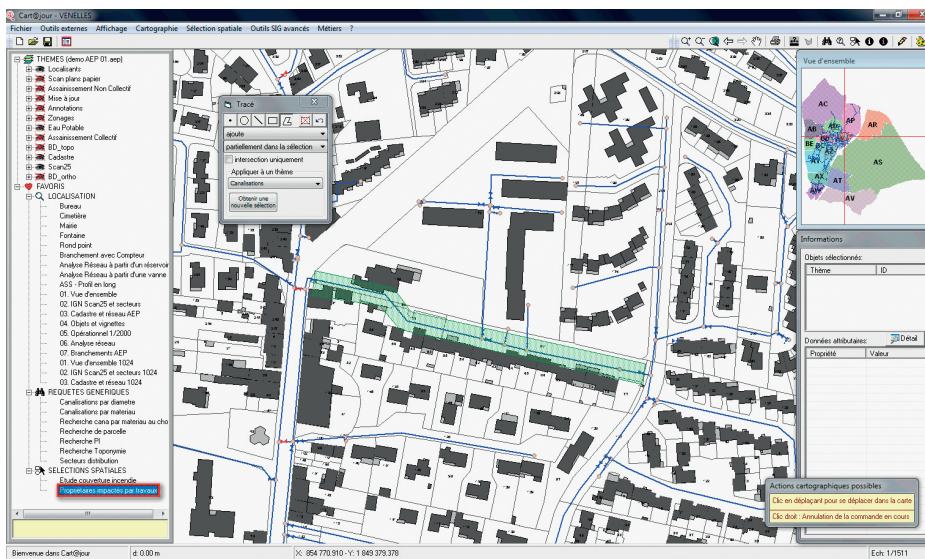 Cart@jour - VENELLES
Fichier Outils externes Affichage Cartographie Sélection spatiale Outils SIG avancés Métiers ?
THEMES (demo AEP 01.aep)
Localisants
Scan plans papier
Assainissement Non Collectif
Mise à jour
Annotations
Zonages
Eau Potable
Assainissement Collectif
BD_topo
Cadastre
Scan25
BD_ortho
FAVORIS
LOCALISATION
Bureau
Cimetière
Mairie
Fontaine
Rond point
Branchement avec Compteur
Analyse Réseau à partir d'un réservoir
Analyse Réseau à partir d'une vanne
ASS - Profil en long
01. Vue d'ensemble
02. IGN Scan25 et secteurs
03. Cadastre et réseau AEP
04. Objets et vignettes
05. Opérationnel 1/2000
06. Analyse réseau
07. Branchements AEP
01. Vue d'ensemble 1024
02. IGN Scan25 et secteurs 1024
03. Cadastre et réseau 1024
REQUETES GENERIQUES
Canalisations par diametre
Canalisations par materiau
Recherche cana par materiau au cho
Recherche de parcelle
Recherche PI
Recherche Toponymie
Secteurs distribution
SELECTIONS SPATIALES
Etude couverture incendie
Propriétaires impactés par travaux
Tracé
ajoute
partiellement dans la sélection
intersection uniquement
Appliquer à un thème
Canalisations
Obtenir une
nouvelle sélection
Vue d'ensemble
AC
AP
AR
AB
BE
AS
AT
AX
AV
Informations
Objets sélectionnés:
Thème ID
Données attributaires: Détail
Propriété Valeur
Actions cartographiques possibles
Clic en déplaçant pour se déplacer dans la carte
Clic droit : Annulation de la commande en cours
Bienvenue dans Cart@jour d: 0.00 m X: 854 770.910 - Y: 1 849 379.378 Ech: 1/1511